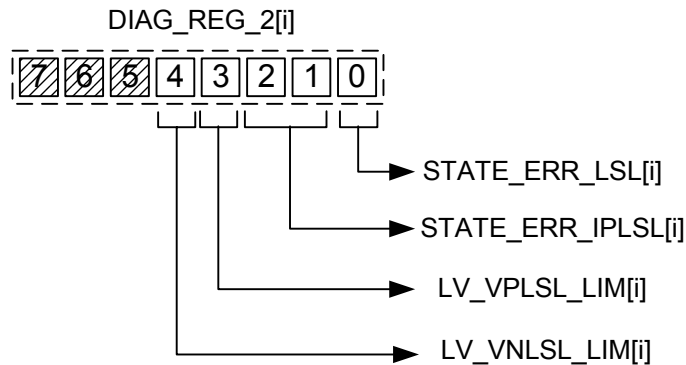 DIAG_REG_2[i]
7 6 5 4 3 2 1 0
STATE_ERR_LSL[i]
STATE_ERR_IPLSL[i]
LV_VPLSL_LIM[i]
LV_VNLSL_LIM[i]